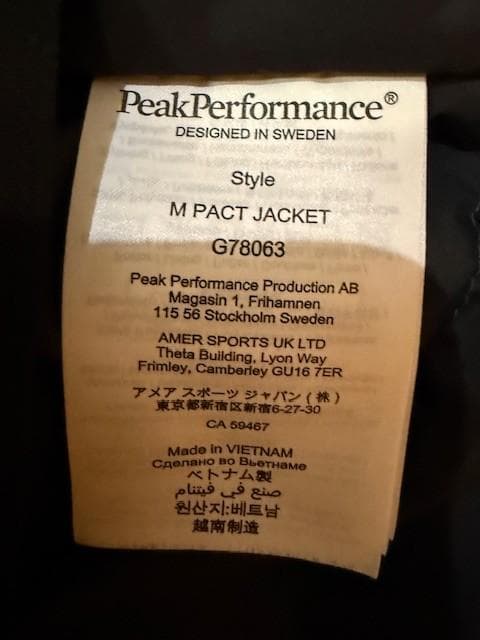 PeakPerformance®
DESIGNED IN SWEDEN
Style
M PACT JACKET
G78063
Peak Performance Production AB
Magasin 1, Frihamnen
115 56 Stockholm Sweden
AMER SPORTS UK LTD
Theta Building, Lyon Way
Frimley, Camberley GU16 7ER
アメア スポーツ ジャパン(株)
東京都新宿区新宿6-27-30
CA 59467
Made in VIETNAM
Сделано во Вьетнаме
ベトナム製
صنع في فيتنام
원산지:베트남
越南制造